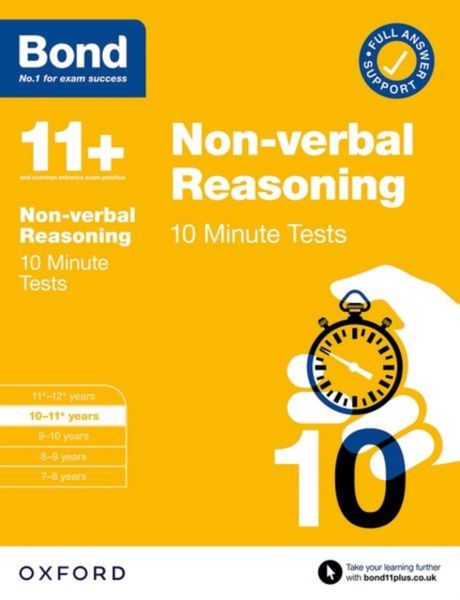 Bond
No.1 for exam success
FULL ANSWER
SUPPORT
11+
and common entrance exam practice
Non-verbal
Reasoning
10 Minute
Tests
Non-verbal
Reasoning
10 Minute Tests
11⁺–12⁺ years
10–11⁺ years
9–10 years
8–9 years
7–8 years
10
OXFORD
Take your learning further
with bond11plus.co.uk